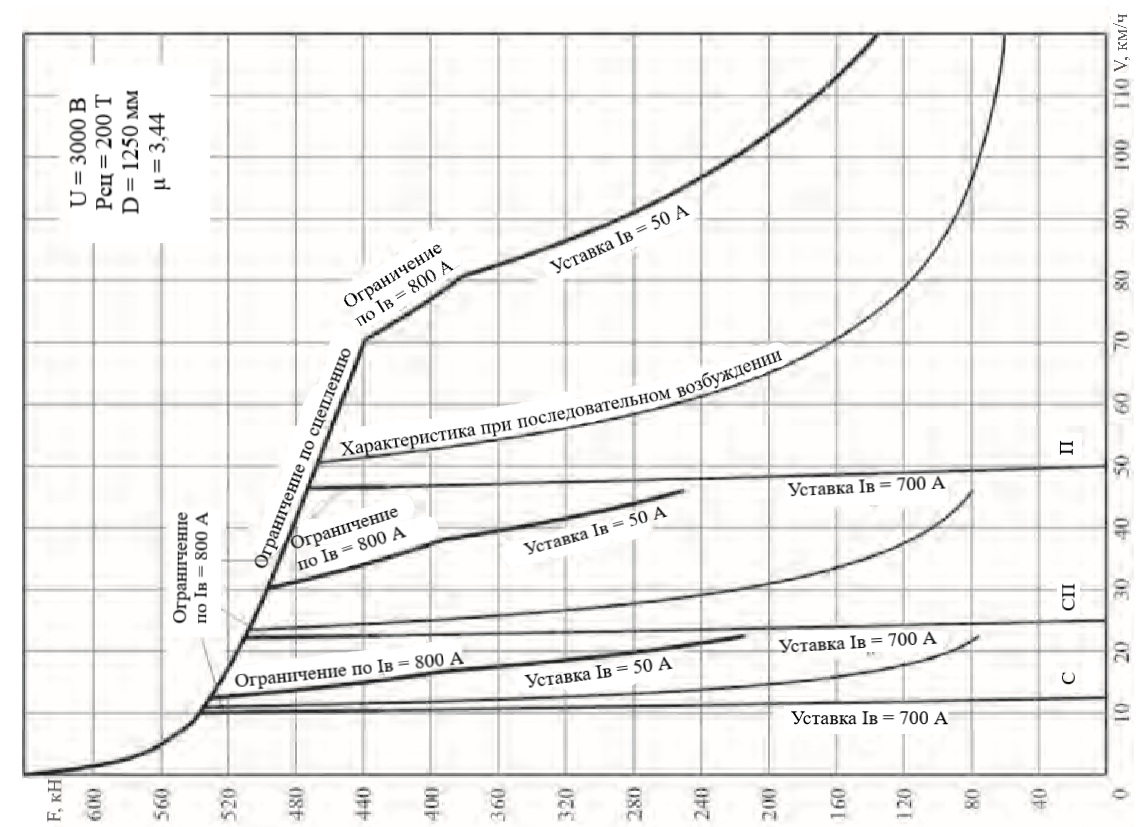 U = 3000 В
Рсц = 200 Т
D = 1250 мм
μ = 3,44
Ограничение
по Iв = 800 А
Уставка Iв = 50 А
Ограничение по сцеплению
Характеристика при последовательном возбуждении
П
Уставка Iв = 700 А
Ограничение
по Iв = 800 А
Уставка Iв = 50 А
Ограничение
по Iв = 800 А
СП
Уставка Iв = 700 А
Ограничение по Iв = 800 А
Уставка Iв = 50 А
С
Уставка Iв = 700 А
F, кН
600
560
520
480
440
400
360
320
280
240
200
160
120
80
40
0
10
20
30
40
50
60
70
80
90
100
110
V, км/ч